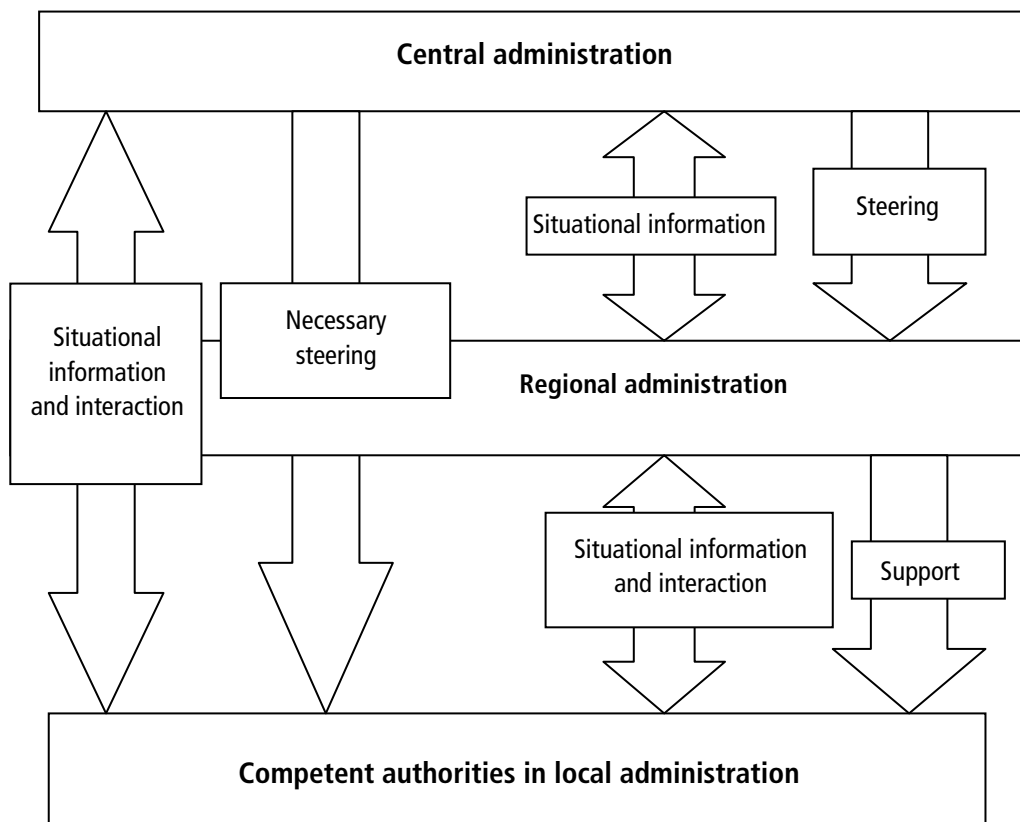 Central administration
Situational information
Steering
Situational
information
and interaction
Necessary
steering
Regional administration
Situational information
and interaction
Support
Competent authorities in local administration